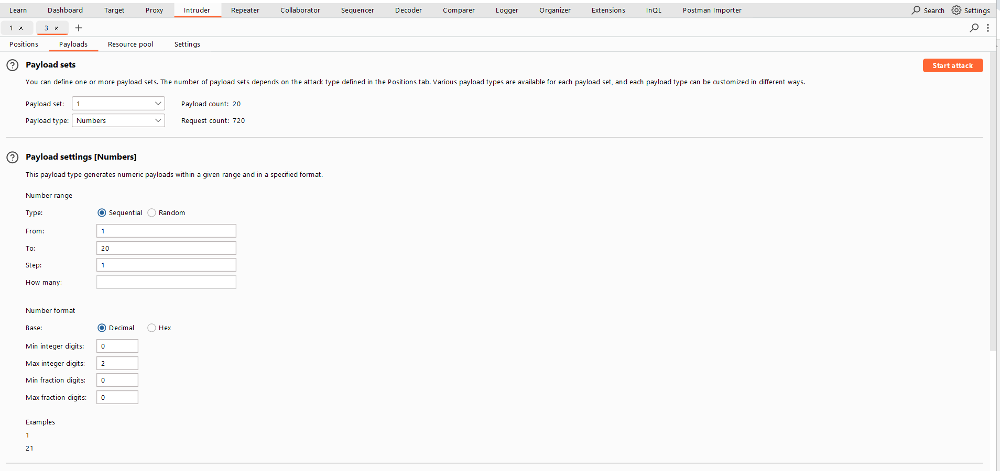 Learn Dashboard Target Proxy Intruder Repeater Collaborator Sequencer Decoder Comparer Logger Organizer Extensions InQL Postman Importer Search Settings
1 × 3 × +
Positions Payloads Resource pool Settings
? Payload sets Start attack
You can define one or more payload sets. The number of payload sets depends on the attack type defined in the Positions tab. Various payload types are available for each payload set, and each payload type can be customized in different ways.
Payload set: 1 Payload count: 20
Payload type: Numbers Request count: 720
? Payload settings [Numbers]
This payload type generates numeric payloads within a given range and in a specified format.
Number range
Type: Sequential Random
From: 1
To: 20
Step: 1
How many:
Number format
Base: Decimal Hex
Min integer digits: 0
Max integer digits: 2
Min fraction digits: 0
Max fraction digits: 0
Examples
1
21